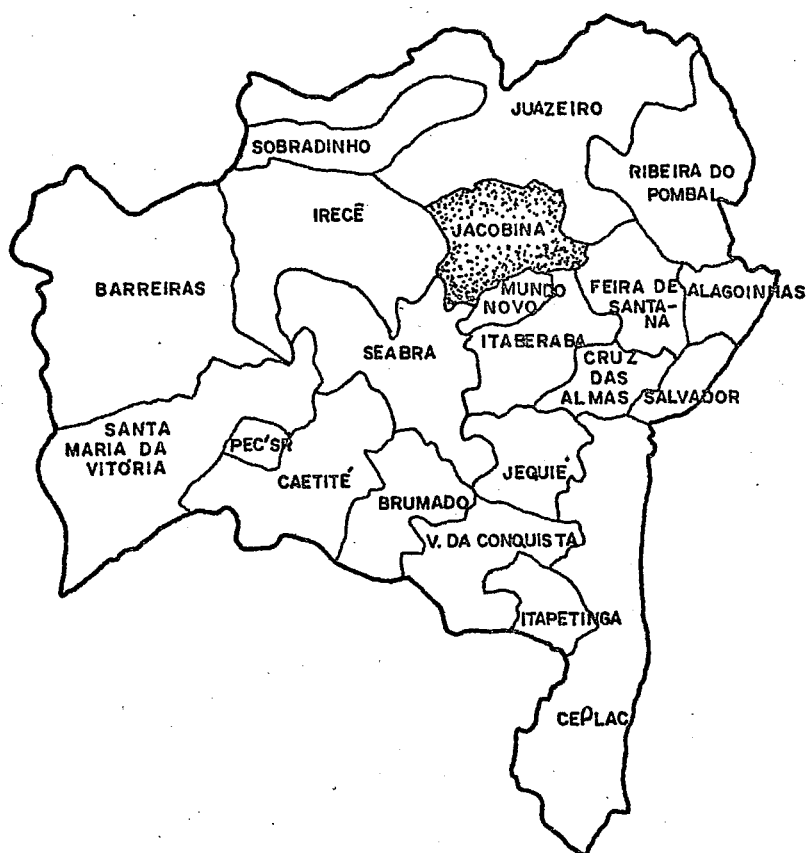 JUAZEIRO
SOBRADINHO
RIBEIRA DO
POMBAL
IRECÊ
JACOBINA
BARREIRAS
MUNDO
NOVO
FEIRA DE
SANTA-
NA
ALAGOINHAS
ITABERABA
SEABRA
CRUZ
DAS
ALMAS
SALVADOR
SANTA
MARIA DA
VITÓRIA
PEC'SR
CAETITÉ
JEQUIÉ
BRUMADO
V. DA CONQUISTA
ITAPETINGA
CEPLAC